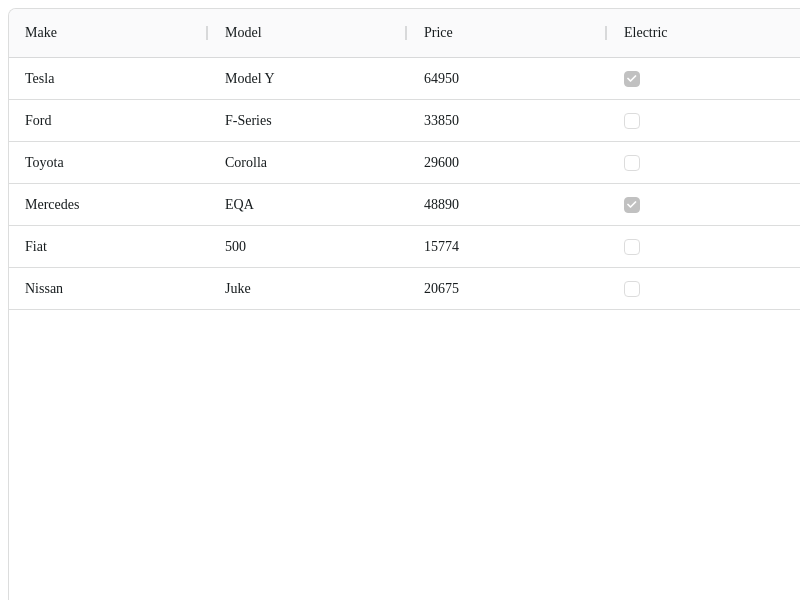 Make Model Price Electric
Tesla Model Y 64950
Ford F-Series 33850
Toyota Corolla 29600
Mercedes EQA 48890
Fiat 500 15774
Nissan Juke 20675